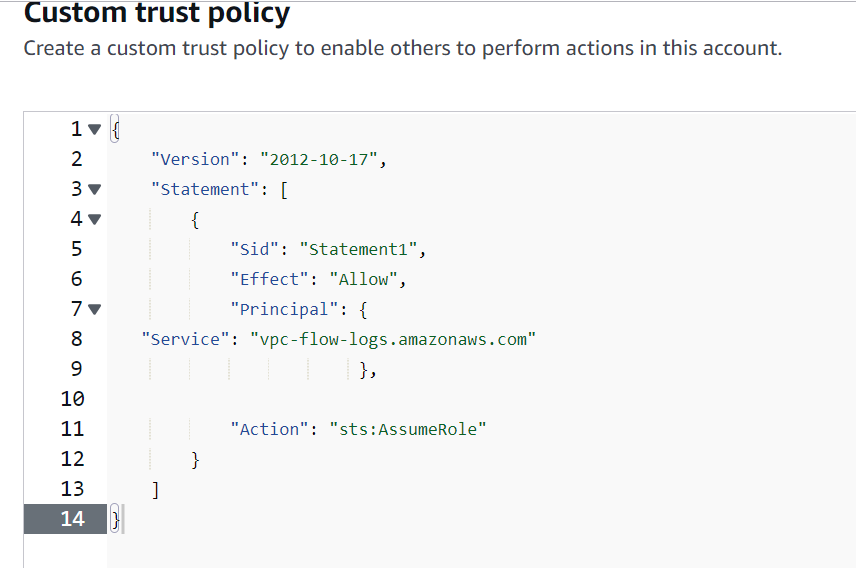 Custom trust policy
Create a custom trust policy to enable others to perform actions in this account.
1 {
2 "Version": "2012-10-17",
3 "Statement": [
4 {
5 "Sid": "Statement1",
6 "Effect": "Allow",
7 "Principal": {
8 "Service": "vpc-flow-logs.amazonaws.com"
9 },
10
11 "Action": "sts:AssumeRole"
12 }
13 ]
14 }